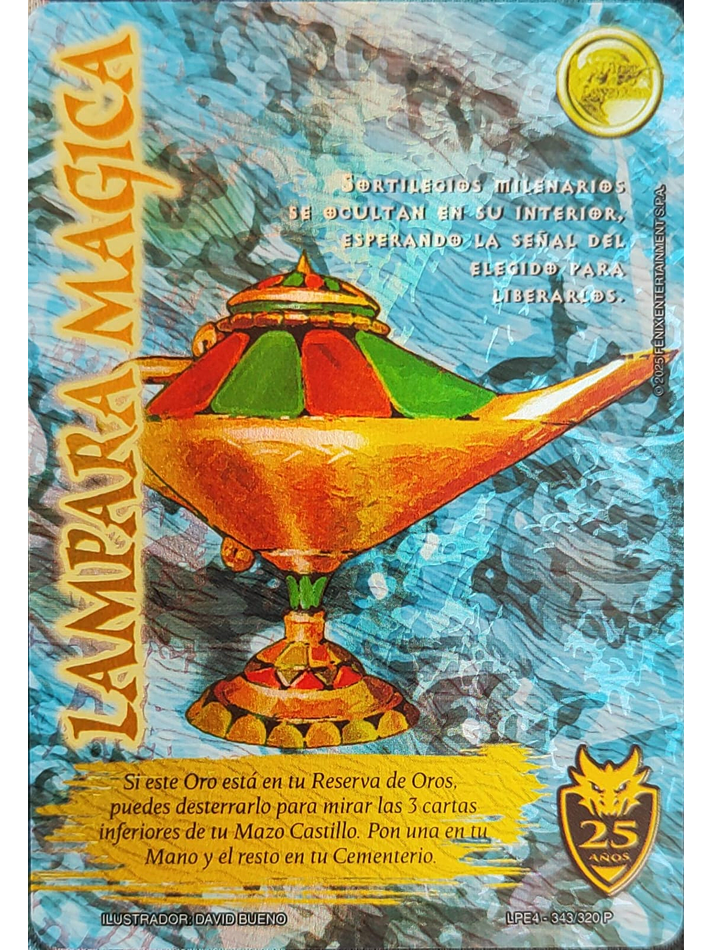 LAMPARA MAGICA
SORTILEGIOS MILENARIOS
SE OCULTAN EN SU INTERIOR,
ESPERANDO LA SEÑAL DEL
ELEGIDO PARA
LIBERARLOS.
© 2025 FENIX ENTERTAINMENT S.P.A.
Si este Oro está en tu Reserva de Oros,
puedes desterrarlo para mirar las 3 cartas
inferiores de tu Mazo Castillo. Pon una en tu
Mano y el resto en tu Cementerio.
25
AÑOS
ILUSTRADOR: DAVID BUENO
LPE4 - 343/320 P